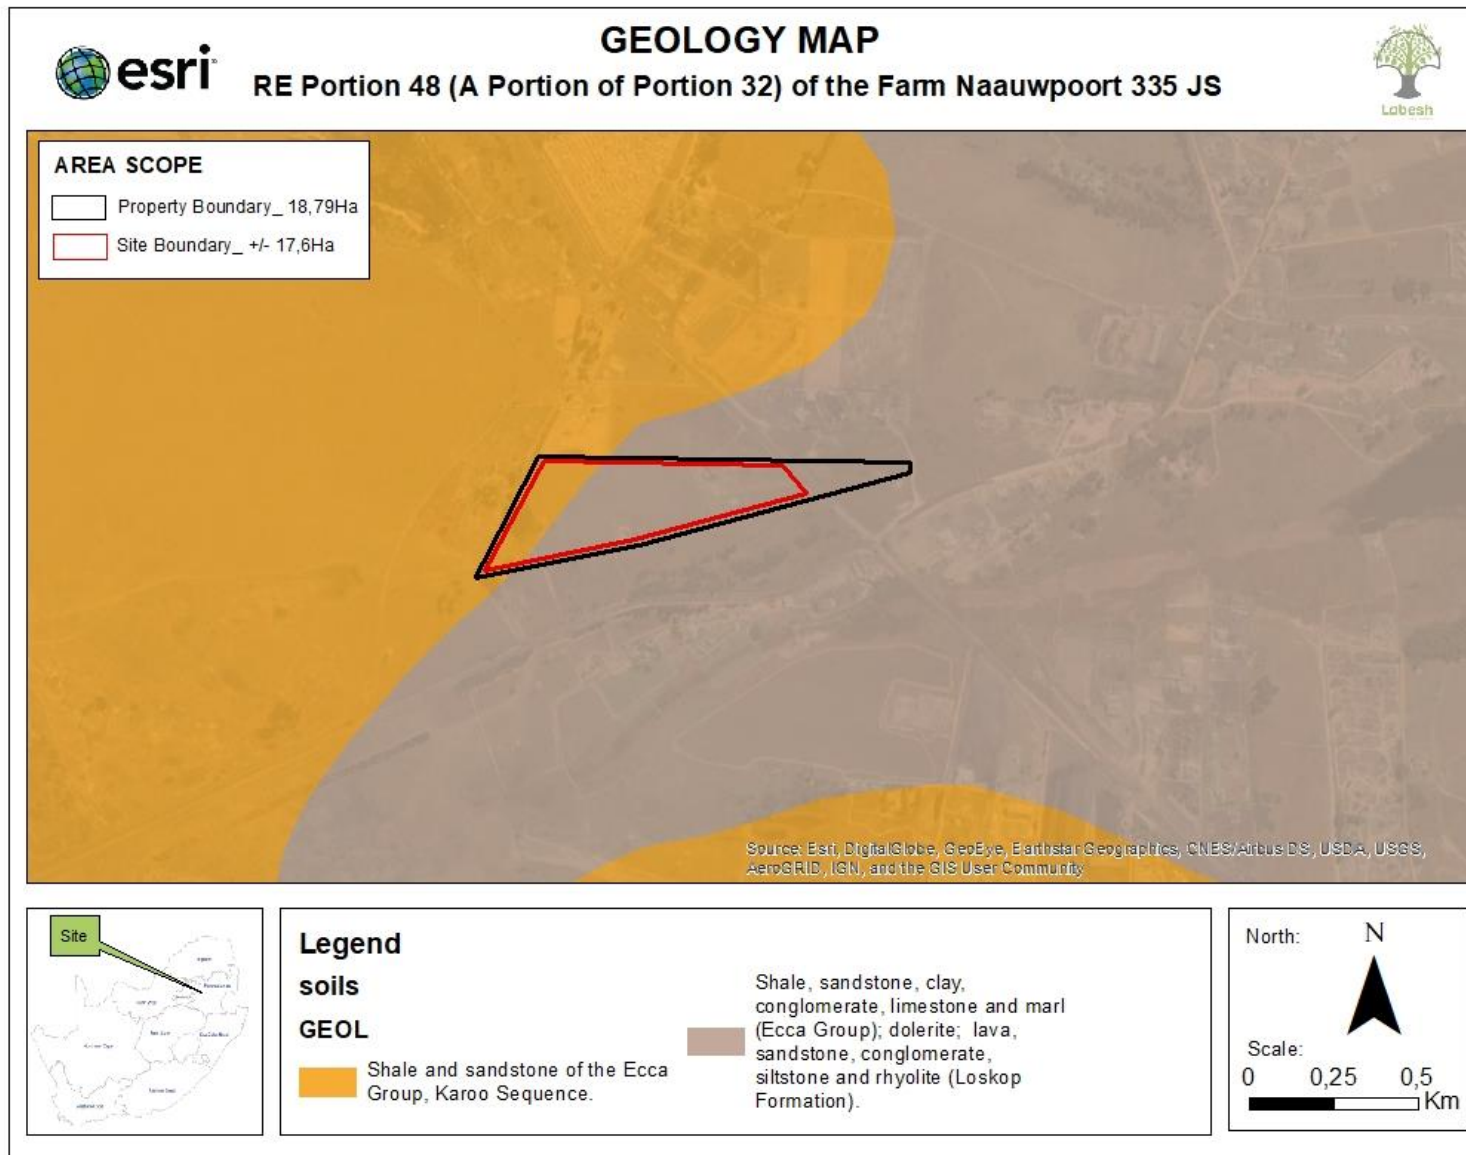 GEOLOGY MAP
esri
RE Portion 48 (A Portion of Portion 32) of the Farm Naauwpoort 335 JS
Labesh
AREA SCOPE
Property Boundary_ 18,79Ha
Site Boundary_ +/- 17,6Ha
Source: Esri, DigitalGlobe, GeoEye, Earthstar Geographics, CNES/Airbus DS, USDA, USGS,
AeroGRID, IGN, and the GIS User Community
Site
Legend
soils
GEOL
Shale and sandstone of the Ecca
Group, Karoo Sequence.
Shale, sandstone, clay,
conglomerate, limestone and marl
(Ecca Group); dolerite; lava,
sandstone, conglomerate,
siltstone and rhyolite (Loskop
Formation).
North:
N
Scale:
0 0,25 0,5
Km